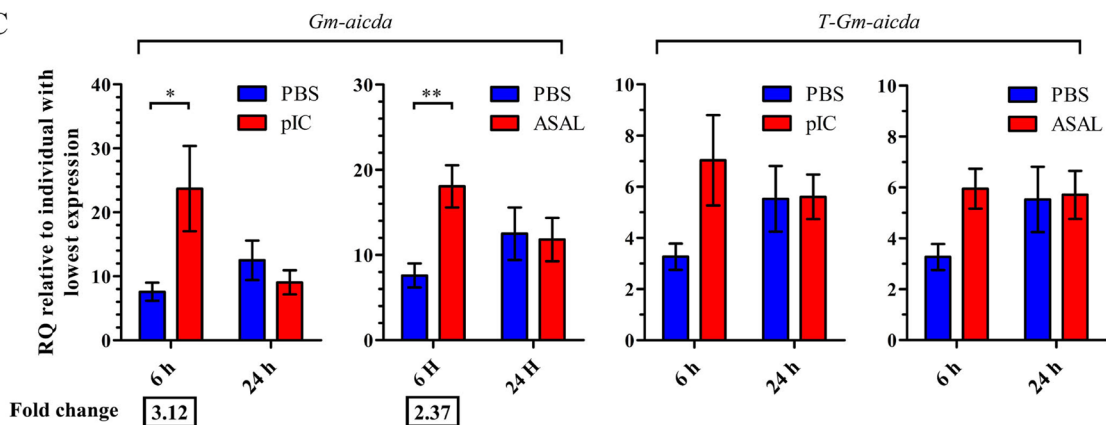 C
Gm-aicda
T-Gm-aicda
RQ relative to individual with
lowest expression
40
30
20
10
0
PBS
pIC
*
6 h
24 h
30
20
10
0
PBS
ASAL
**
6 H
24 H
10
8
6
4
2
0
PBS
pIC
6 h
24 h
10
8
6
4
2
0
PBS
ASAL
6 h
24 h
Fold change
3.12
2.37